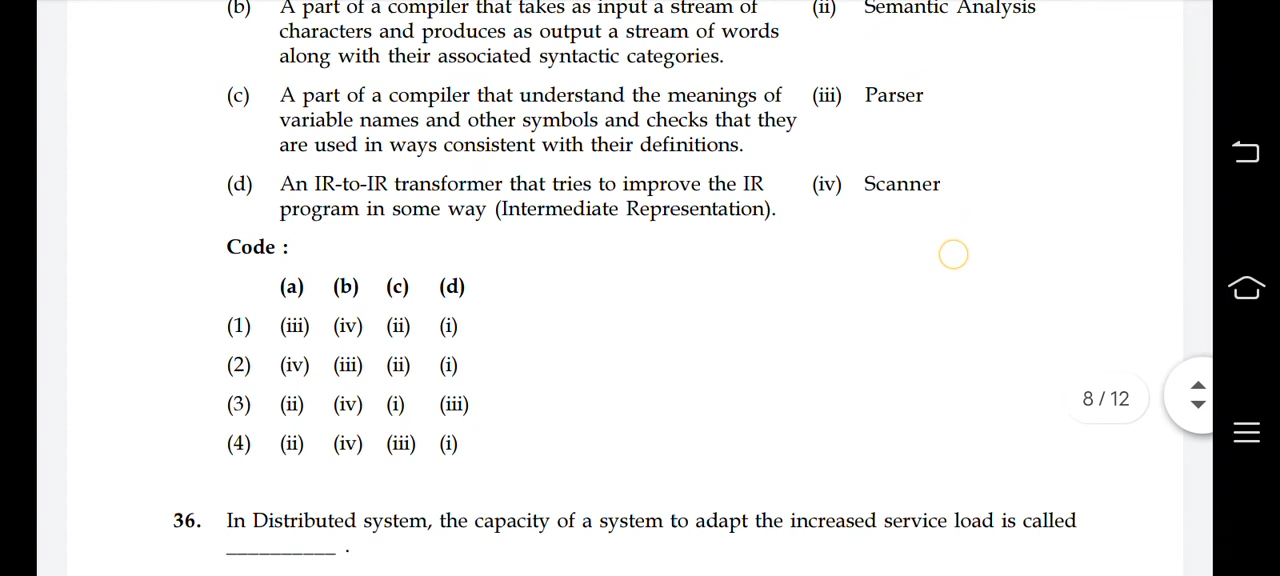 (b) A part of a compiler that takes as input a stream of (ii) Semantic Analysis
characters and produces as output a stream of words
along with their associated syntactic categories.
(c) A part of a compiler that understand the meanings of (iii) Parser
variable names and other symbols and checks that they
are used in ways consistent with their definitions.
(d) An IR-to-IR transformer that tries to improve the IR (iv) Scanner
program in some way (Intermediate Representation).
Code :
(a) (b) (c) (d)
(1) (iii) (iv) (ii) (i)
(2) (iv) (iii) (ii) (i)
(3) (ii) (iv) (i) (iii)
(4) (ii) (iv) (iii) (i)
8 / 12
36. In Distributed system, the capacity of a system to adapt the increased service load is called
__________ .